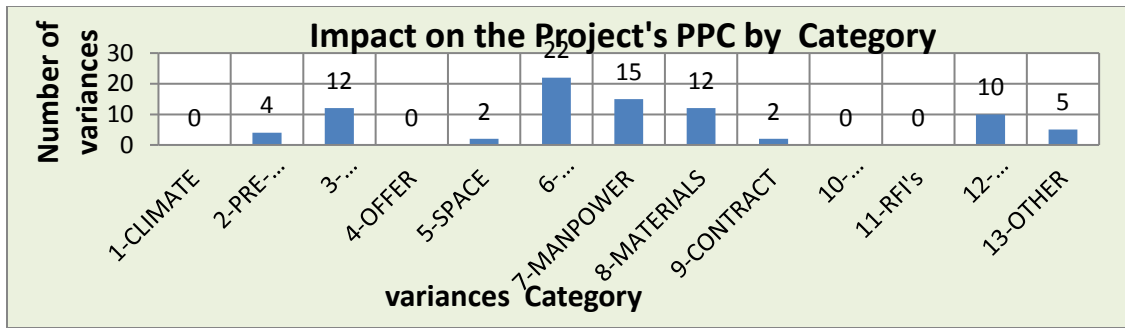 Impact on the Project's PPC by Category
Number of
variances
30
20
10
0
0
4
12
0
2
22
15
12
2
0
0
10
5
1-CLIMATE
2-PRE-...
3-...
4-OFFER
5-SPACE
6-...
7-MANPOWER
8-MATERIALS
9-CONTRACT
10-...
11-RFI's
12-...
13-OTHER
variances Category